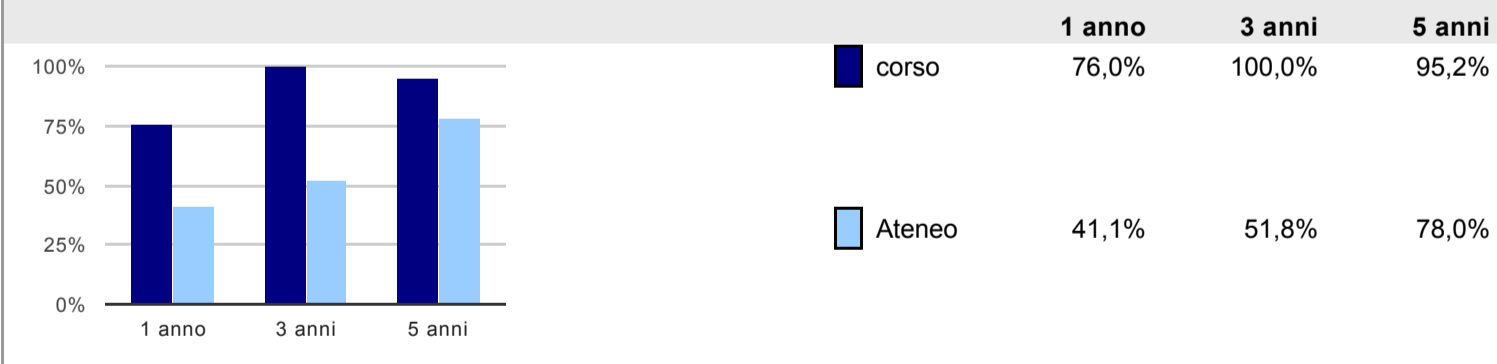 1 anno 3 anni 5 anni
100%
75%
50%
25%
0%
1 anno 3 anni 5 anni
corso 76,0% 100,0% 95,2%
Ateneo 41,1% 51,8% 78,0%